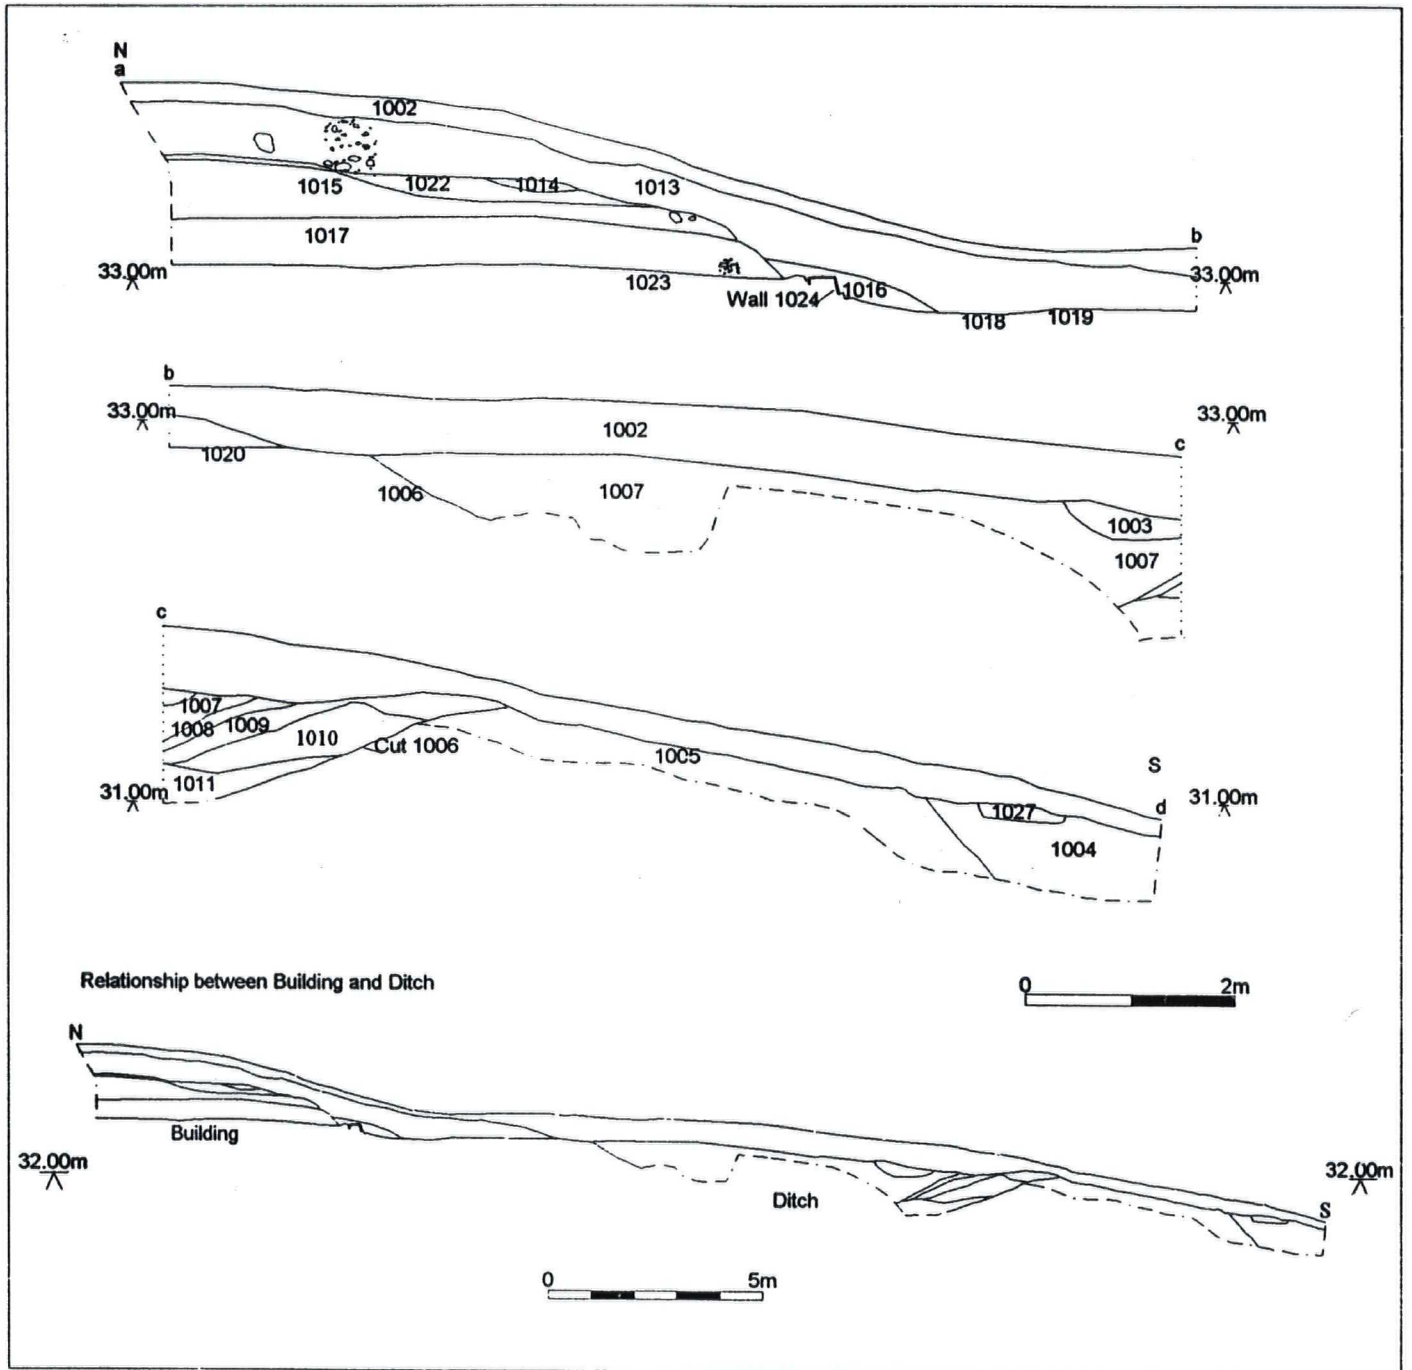 N
a
1002
1015 1022 1014 1013
1017
b
33.00m 1023 33.00m
Wall 1024 1016
1018 1019
b
33.00m 33.00m
1002
c
1020
1006 1007
1003
1007
c
1007
1008 1009
1010 Cut 1006
1005 S
1011
31.00m 31.00m
d
1027
1004
Relationship between Building and Ditch
0 2m
N
Building
32.00m 32.00m
Ditch
S
0 5m